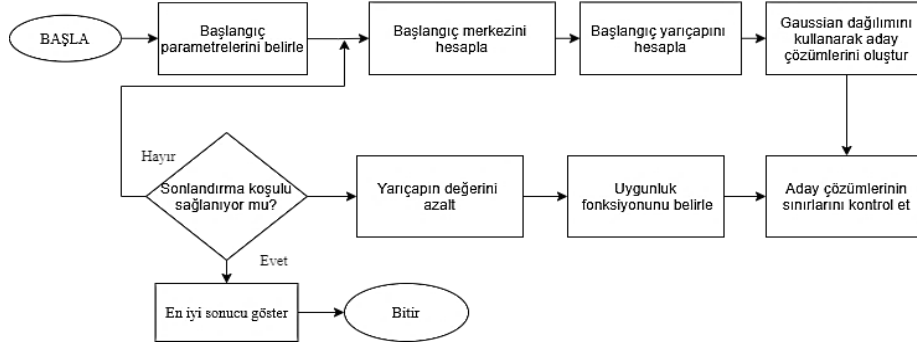 BAŞLA
Başlangıç
parametrelerini belirle
Başlangıç merkezini
hesapla
Başlangıç yarıçapını
hesapla
Gaussian dağılımını
kullanarak aday
çözümlerini oluştur
Hayır
Sonlandırma koşulu
sağlanıyor mu?
Yarıçapın değerini
azalt
Uygunluk
fonksiyonunu belirle
Aday çözümlerinin
sınırlarını kontrol et
Evet
En iyi sonucu göster
Bitir